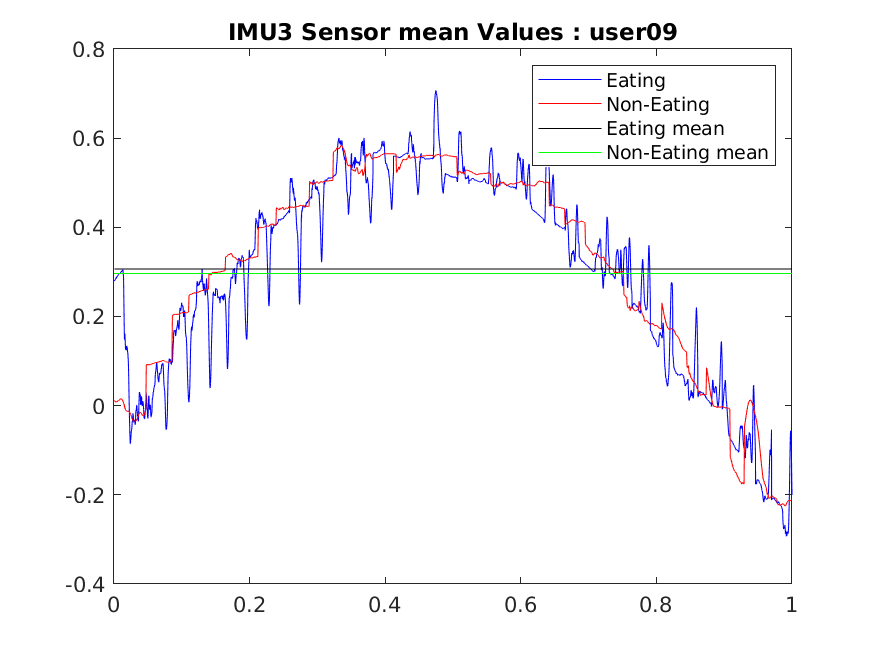 IMU3 Sensor mean Values : user09
0.8
0.6
0.4
0.2
0
-0.2
-0.4
0 0.2 0.4 0.6 0.8 1
Eating
Non-Eating
Eating mean
Non-Eating mean